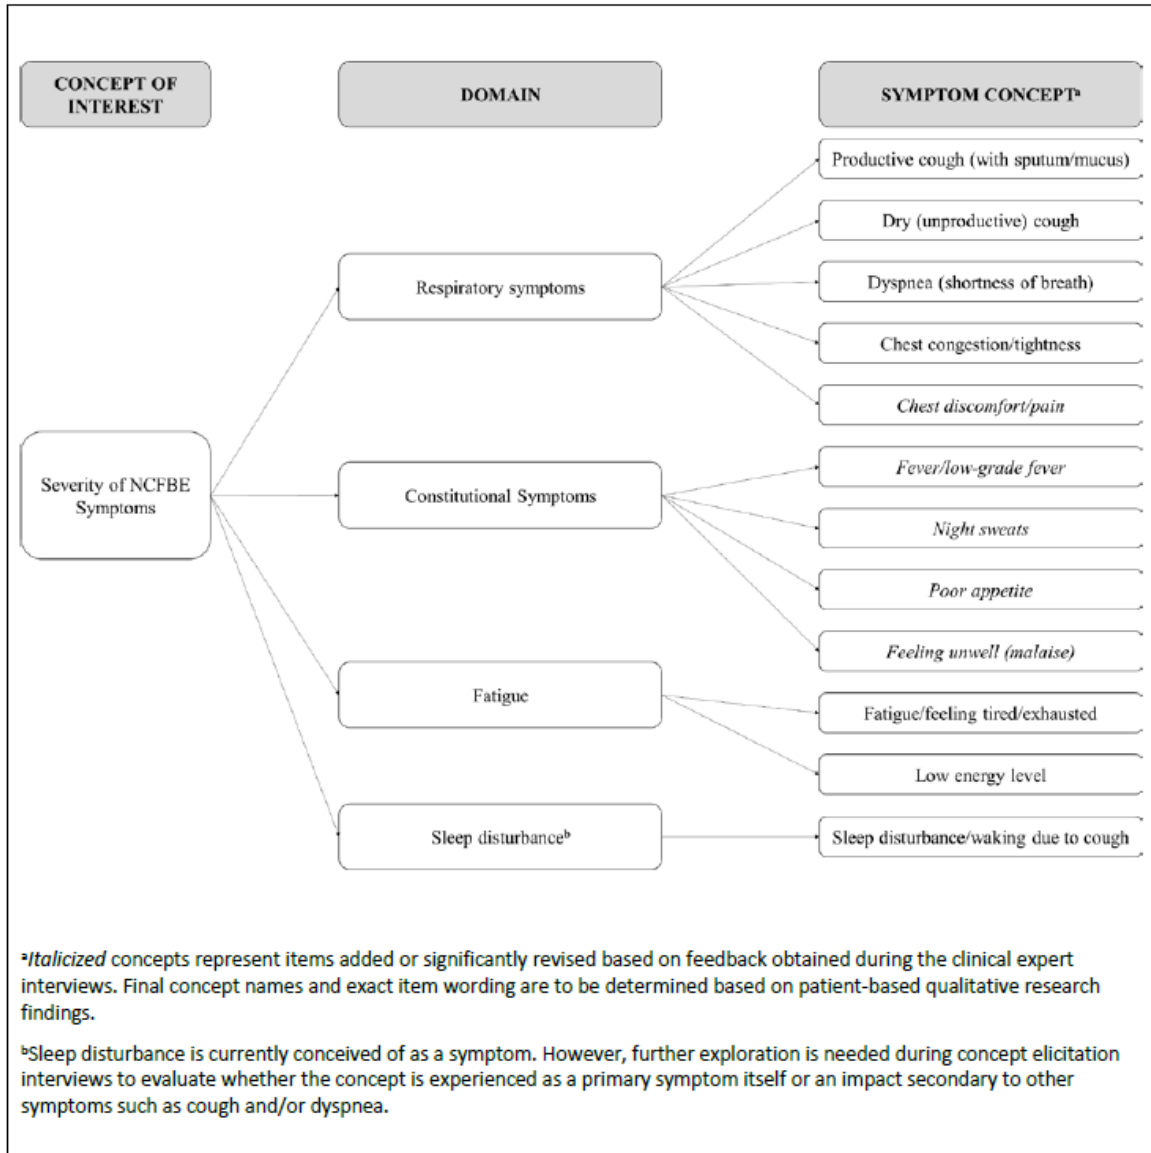 CONCEPT OF
INTEREST
DOMAIN
SYMPTOM CONCEPTᵃ
Productive cough (with sputum/mucus)
Dry (unproductive) cough
Respiratory symptoms
Dyspnea (shortness of breath)
Chest congestion/tightness
Chest discomfort/pain
Severity of NCFBE
Symptoms
Constitutional Symptoms
Fever/low-grade fever
Night sweats
Poor appetite
Feeling unwell (malaise)
Fatigue
Fatigue/feeling tired/exhausted
Low energy level
Sleep disturbanceᵇ
Sleep disturbance/waking due to cough
ᵃItalicized concepts represent items added or significantly revised based on feedback obtained during the clinical expert
interviews. Final concept names and exact item wording are to be determined based on patient-based qualitative research
findings.
ᵇSleep disturbance is currently conceived of as a symptom. However, further exploration is needed during concept elicitation
interviews to evaluate whether the concept is experienced as a primary symptom itself or an impact secondary to other
symptoms such as cough and/or dyspnea.